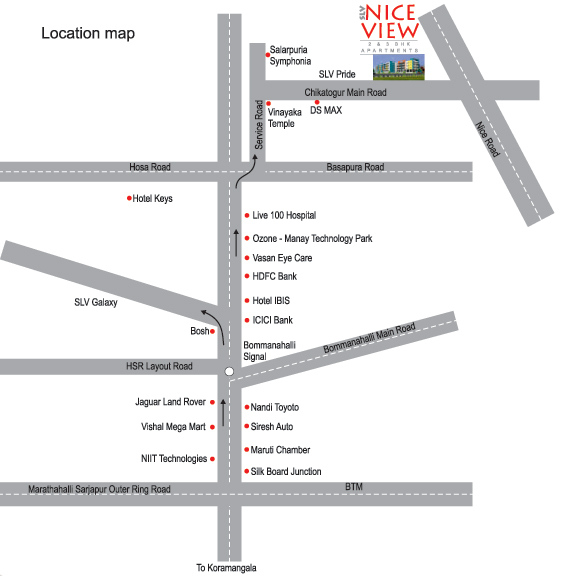 Location map
SLV
NICE
VIEW
2 & 3 BHK
APARTMENTS
Salarpuria
Symphonia
SLV Pride
Chikatogur Main Road
Vinayaka
Temple
DS MAX
Service Road
Nice Road
Hosa Road
Basapura Road
Hotel Keys
Live 100 Hospital
Ozone - Manay Technology Park
Vasan Eye Care
HDFC Bank
Hotel IBIS
SLV Galaxy
ICICI Bank
Bosh
Bommanahalli
Signal
Bommanahalli Main Road
HSR Layout Road
Jaguar Land Rover
Nandi Toyoto
Vishal Mega Mart
Siresh Auto
Maruti Chamber
NIIT Technologies
Silk Board Junction
Marathahalli Sarjapur Outer Ring Road
BTM
To Koramangala